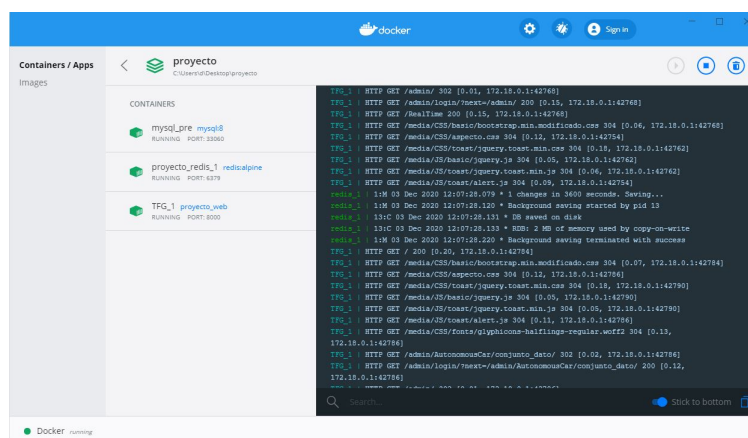 docker
Sign in
Containers / Apps
Images
proyecto
C:\Users\d\Desktop\proyecto
CONTAINERS
mysql_pre mysql:8
RUNNING PORT: 33060
proyecto_redis_1 redis:alpine
RUNNING PORT: 6379
TFG_1 proyecto_web
RUNNING PORT: 8000
TFG_1 | HTTP GET /admin/ 302 [0.01, 172.18.0.1:42768]
TFG_1 | HTTP GET /admin/login/?next=/admin/ 200 [0.15, 172.18.0.1:42768]
TFG_1 | HTTP GET /RealTime 200 [0.15, 172.18.0.1:42768]
TFG_1 | HTTP GET /media/CSS/basic/bootstrap.min.modificado.css 304 [0.06, 172.18.0.1:42768]
TFG_1 | HTTP GET /media/CSS/aspecto.css 304 [0.12, 172.18.0.1:42754]
TFG_1 | HTTP GET /media/CSS/toast/jquery.toast.min.css 304 [0.18, 172.18.0.1:42762]
TFG_1 | HTTP GET /media/JS/basic/jquery.js 304 [0.05, 172.18.0.1:42762]
TFG_1 | HTTP GET /media/JS/toast/jquery.toast.min.js 304 [0.06, 172.18.0.1:42762]
TFG_1 | HTTP GET /media/JS/toast/alert.js 304 [0.09, 172.18.0.1:42754]
redis_1 | 1:M 03 Dec 2020 12:07:28.079 * 1 changes in 3600 seconds. Saving...
redis_1 | 1:M 03 Dec 2020 12:07:28.120 * Background saving started by pid 13
redis_1 | 13:C 03 Dec 2020 12:07:28.131 * DB saved on disk
redis_1 | 13:C 03 Dec 2020 12:07:28.133 * RDB: 2 MB of memory used by copy-on-write
redis_1 | 1:M 03 Dec 2020 12:07:28.220 * Background saving terminated with success
TFG_1 | HTTP GET / 200 [0.20, 172.18.0.1:42784]
TFG_1 | HTTP GET /media/CSS/basic/bootstrap.min.modificado.css 304 [0.07, 172.18.0.1:42784]
TFG_1 | HTTP GET /media/CSS/aspecto.css 304 [0.12, 172.18.0.1:42786]
TFG_1 | HTTP GET /media/CSS/toast/jquery.toast.min.css 304 [0.18, 172.18.0.1:42790]
TFG_1 | HTTP GET /media/JS/basic/jquery.js 304 [0.05, 172.18.0.1:42790]
TFG_1 | HTTP GET /media/JS/toast/jquery.toast.min.js 304 [0.05, 172.18.0.1:42790]
TFG_1 | HTTP GET /media/JS/toast/alert.js 304 [0.11, 172.18.0.1:42786]
TFG_1 | HTTP GET /media/CSS/fonts/glyphicons-halflings-regular.woff2 304 [0.13,
172.18.0.1:42786]
TFG_1 | HTTP GET /admin/AutonomousCar/conjunto_dato/ 302 [0.02, 172.18.0.1:42786]
TFG_1 | HTTP GET /admin/login/?next=/admin/AutonomousCar/conjunto_dato/ 200 [0.12,
172.18.0.1:42786]
Search...
Stick to bottom
Docker running